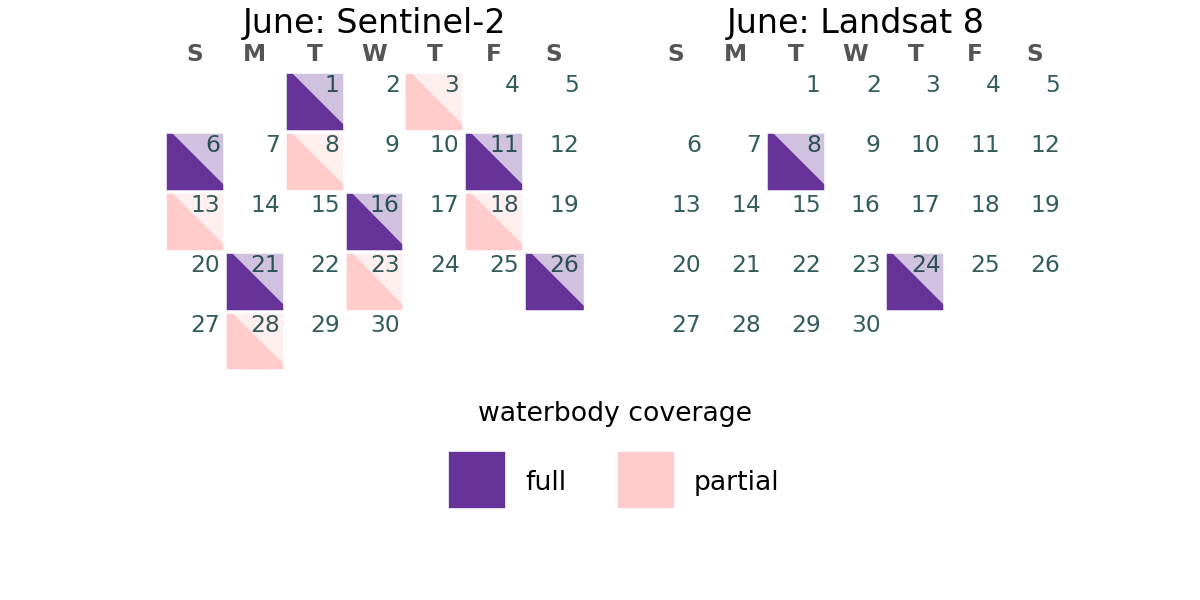 June: Sentinel-2
S M T W T F S
1 2 3 4 5
6 7 8 9 10 11 12
13 14 15 16 17 18 19
20 21 22 23 24 25 26
27 28 29 30
June: Landsat 8
S M T W T F S
1 2 3 4 5
6 7 8 9 10 11 12
13 14 15 16 17 18 19
20 21 22 23 24 25 26
27 28 29 30
waterbody coverage
full
partial